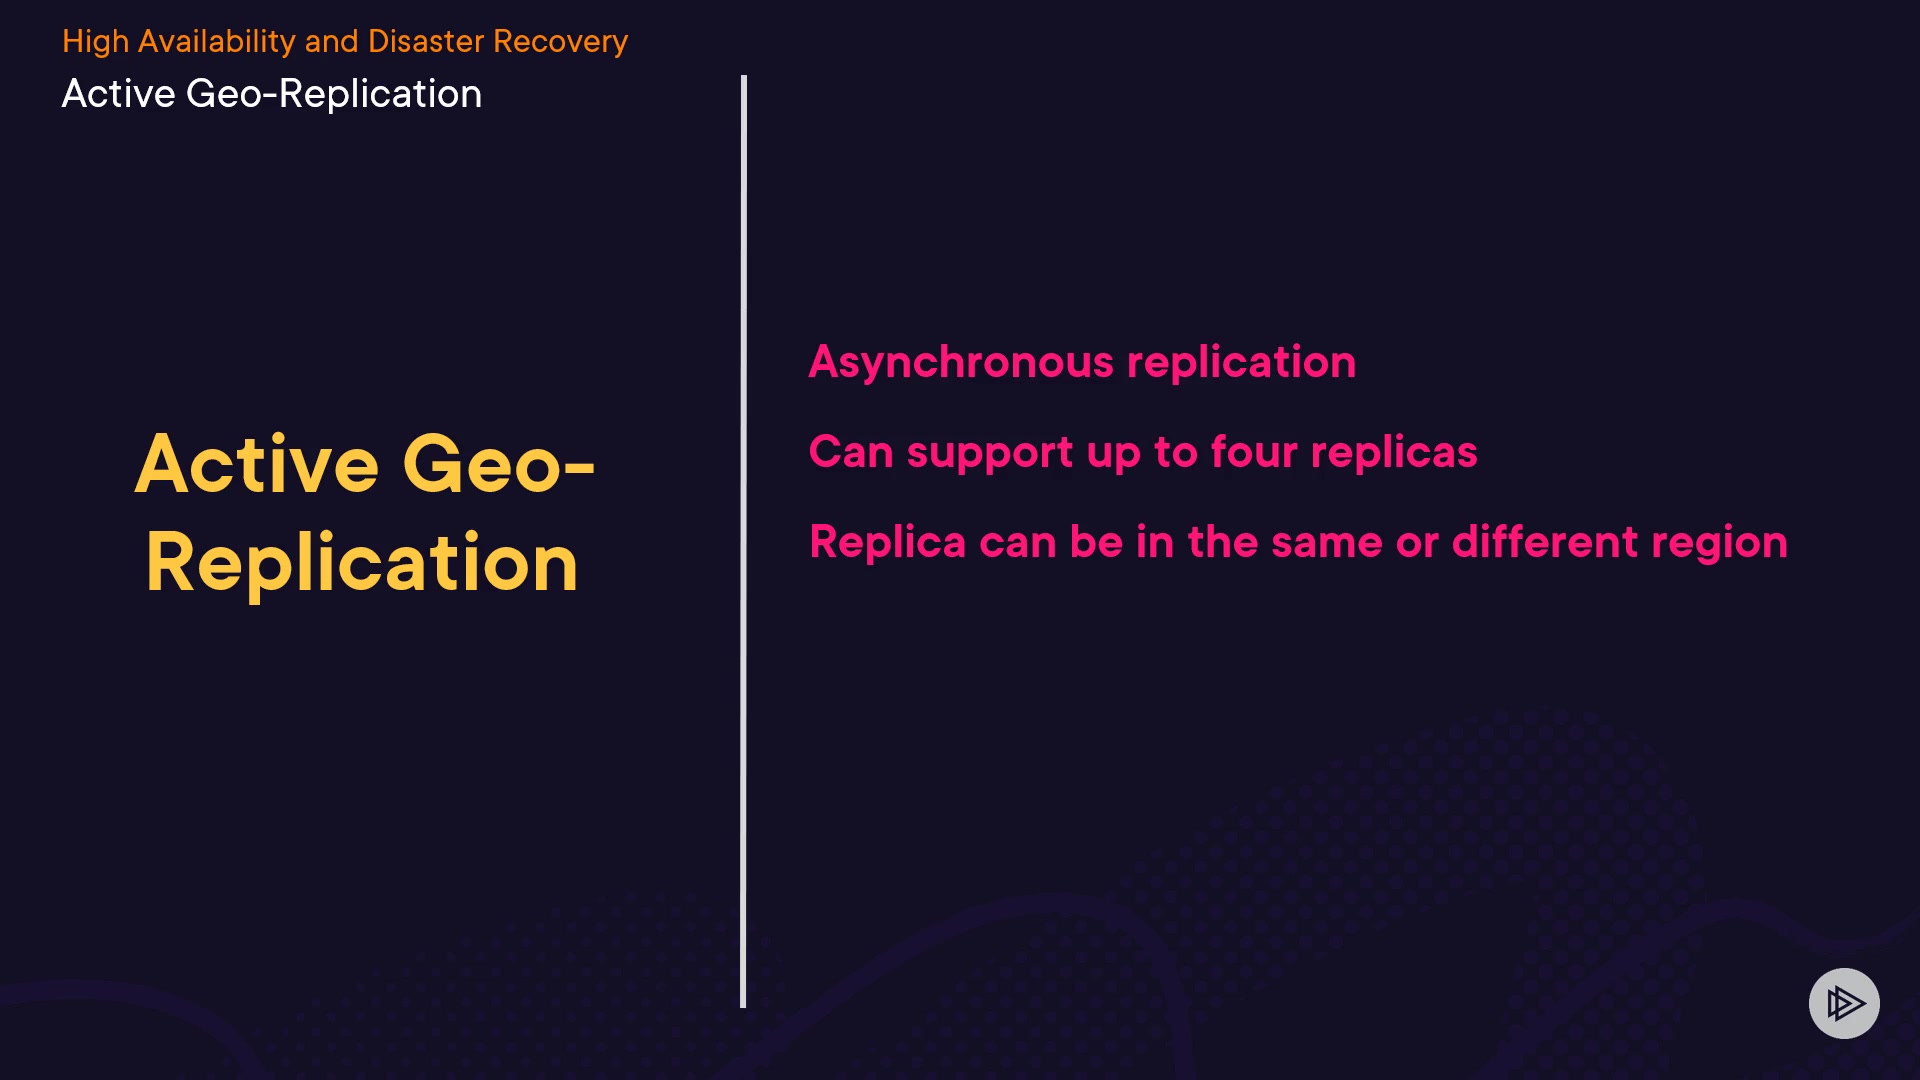 High Availability and Disaster Recovery
Active Geo-Replication
Active Geo-
Replication
Asynchronous replication
Can support up to four replicas
Replica can be in the same or different region